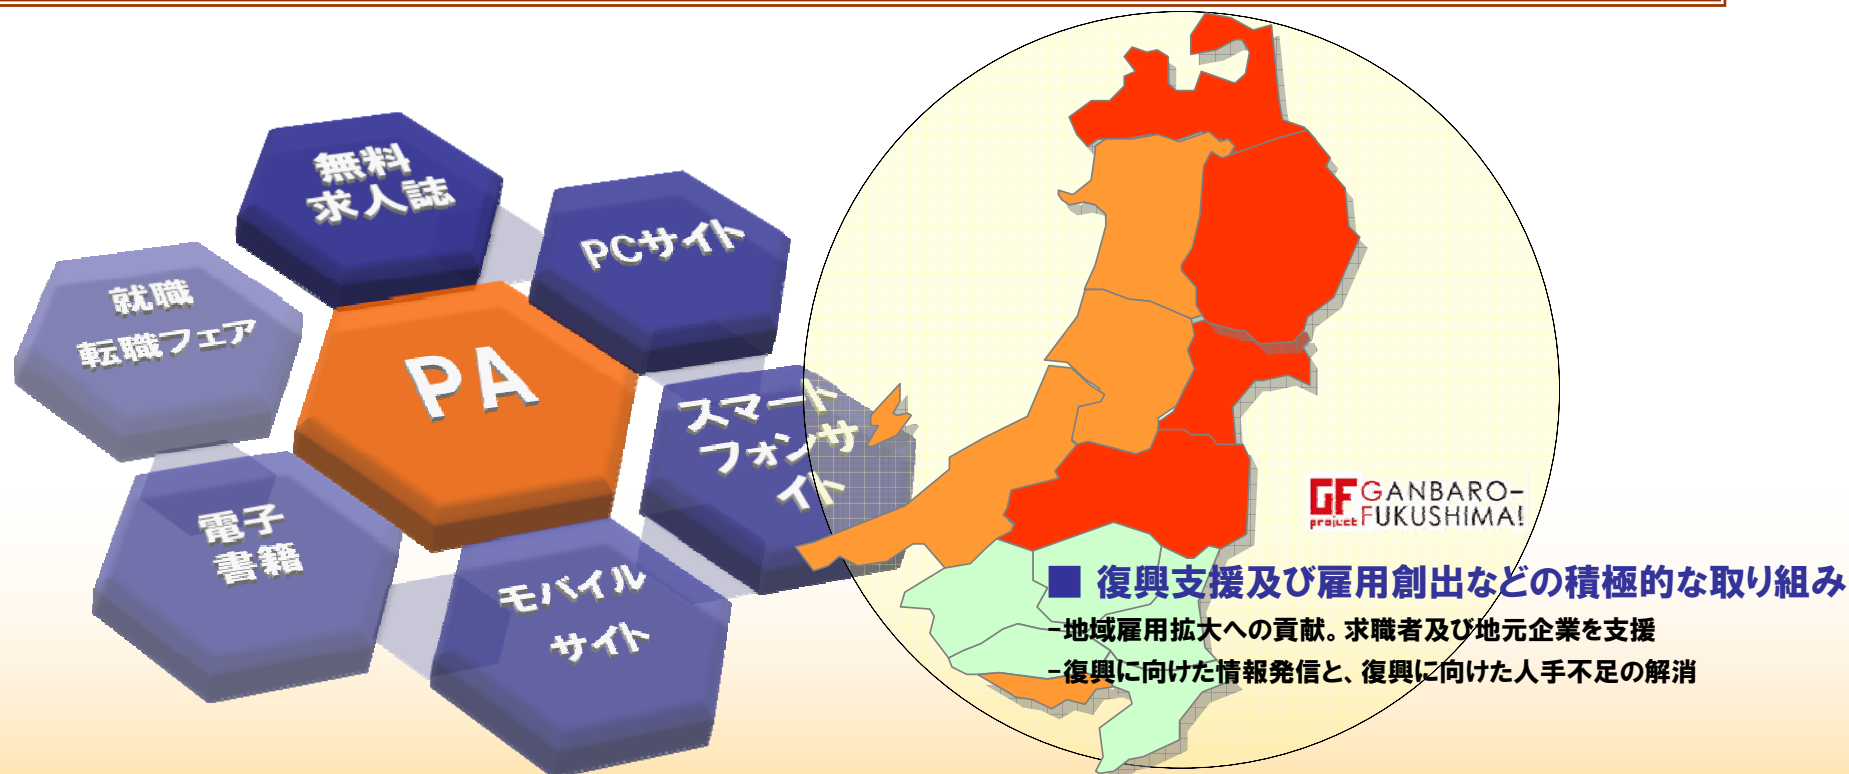 無料
求人誌
PCサイト
就職
転職フェア
PA
スマート
フォンサ
イト
電子
書籍
モバイル
サイト
GF GANBARO-
project FUKUSHIMA!
■ 復興支援及び雇用創出などの積極的な取り組み
-地域雇用拡大への貢献。求職者及び地元企業を支援
-復興に向けた情報発信と、復興に向けた人手不足の解消